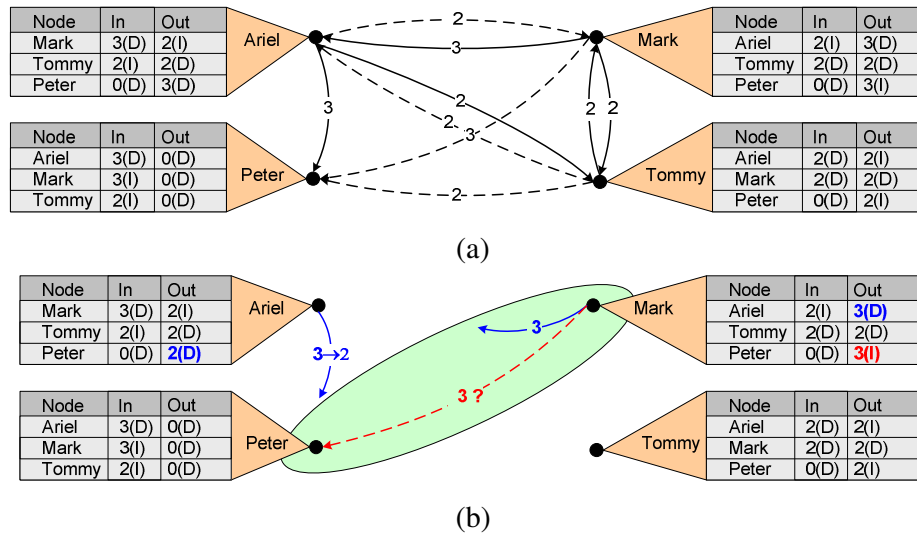 Node In Out
Mark 3(D) 2(I)
Tommy 2(I) 2(D)
Peter 0(D) 3(D)
Ariel
2
3
Mark
Node In Out
Ariel 2(I) 3(D)
Tommy 2(D) 2(D)
Peter 0(D) 3(I)
3
2
2
3
2 2
Node In Out
Ariel 3(D) 0(D)
Mark 3(I) 0(D)
Tommy 2(I) 0(D)
Peter
2
Tommy
Node In Out
Ariel 2(D) 2(I)
Mark 2(D) 2(D)
Peter 0(D) 2(I)
(a)
Node In Out
Mark 3(D) 2(I)
Tommy 2(I) 2(D)
Peter 0(D) 2(D)
Ariel
3→2
3
Mark
Node In Out
Ariel 2(I) 3(D)
Tommy 2(D) 2(D)
Peter 0(D) 3(I)
3 ?
Node In Out
Ariel 3(D) 0(D)
Mark 3(I) 0(D)
Tommy 2(I) 0(D)
Peter
Tommy
Node In Out
Ariel 2(D) 2(I)
Mark 2(D) 2(D)
Peter 0(D) 2(I)
(b)